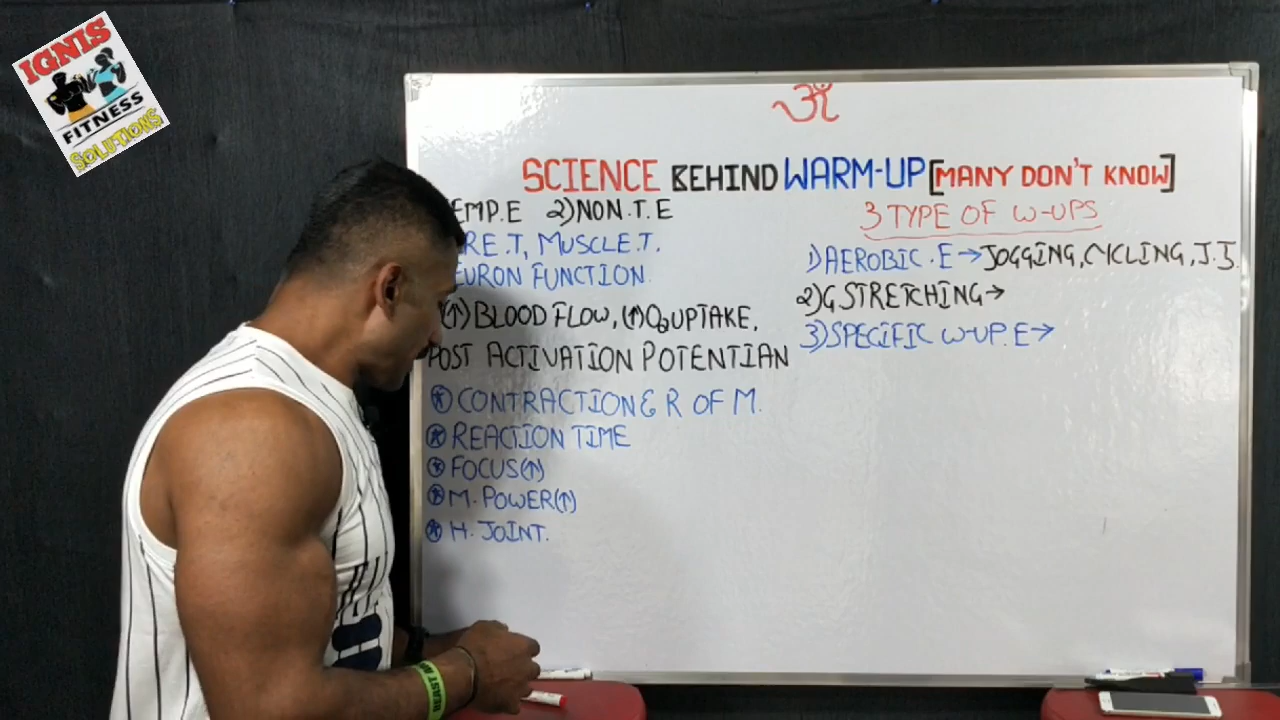 IGNIS
FITNESS
SOLUTIONS
ॐ
SCIENCE BEHIND WARM-UP [MANY DON'T KNOW]
EMP.E 2)NON.T.E
RE.T, MUSCLE.T.
EURON FUNCTION.
(↑)BLOOD FLOW, (↑)O2UPTAKE,
POST ACTIVATION POTENTIAN
⍟CONTRACTION & R OF M.
⍟REACTION TIME
⍟FOCUS(↑)
⍟M. POWER(↑)
⍟H. JOINT.
3 TYPE OF W-UPS
1)AEROBIC.E→JOGGING, CYCLING, J.J.
2)G STRETCHING→
3)SPECIFIC W-UP.E→